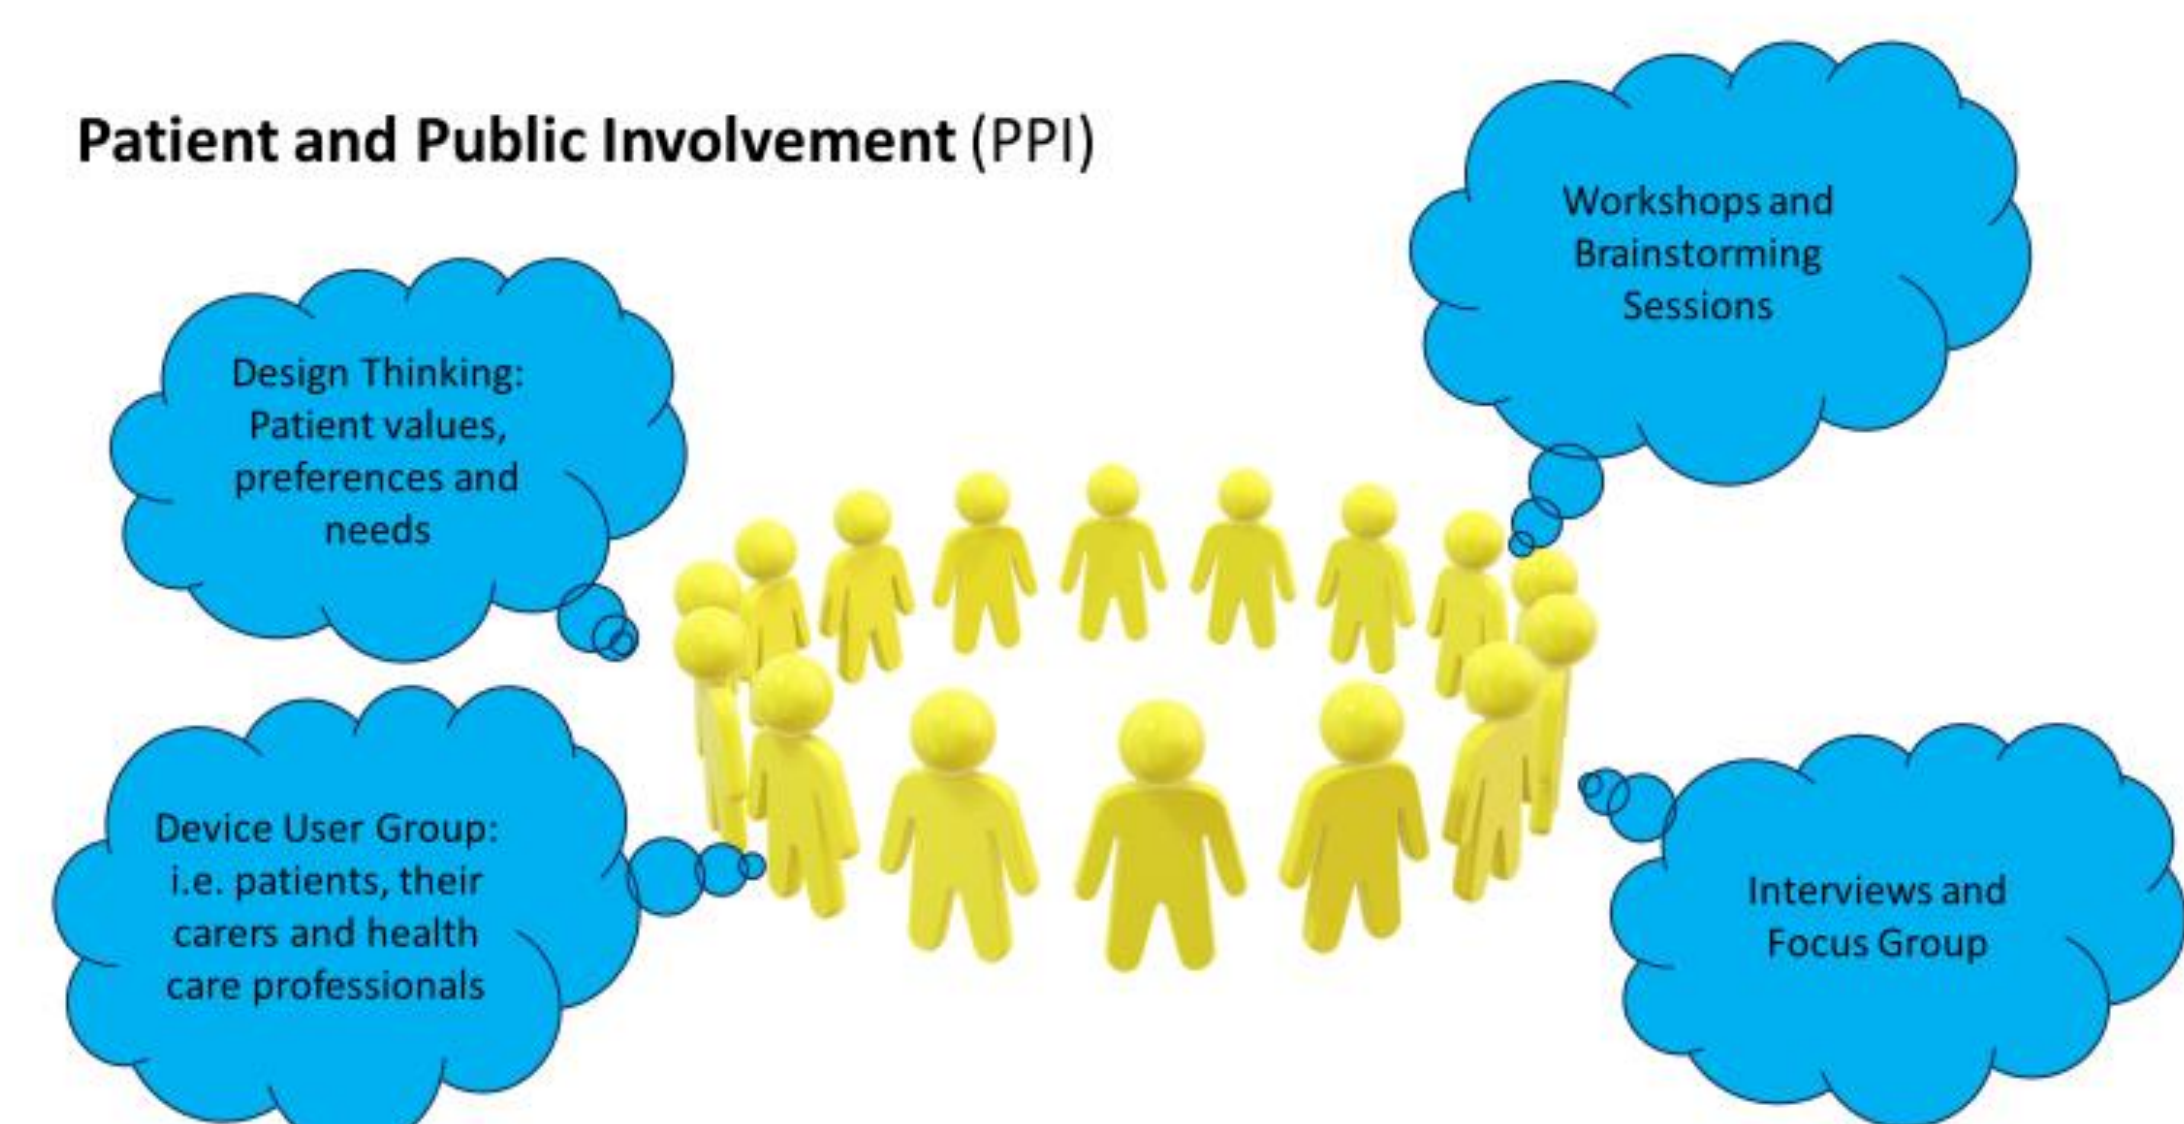 Patient and Public Involvement (PPI)
Workshops and
Brainstorming
Sessions
Design Thinking:
Patient values,
preferences and
needs
Device User Group:
i.e. patients, their
carers and health
care professionals
Interviews and
Focus Group